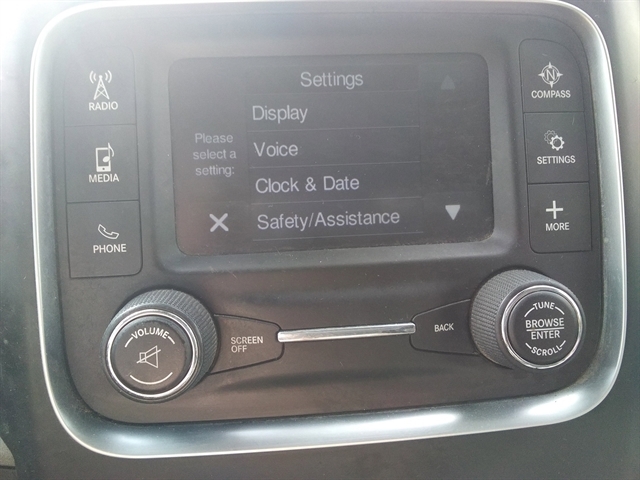 RADIO
MEDIA
PHONE
Settings
Please
select a
setting:
Display
Voice
Clock & Date
Safety/Assistance
COMPASS
SETTINGS
MORE
VOLUME
SCREEN
OFF
BACK
TUNE
BROWSE
ENTER
SCROLL